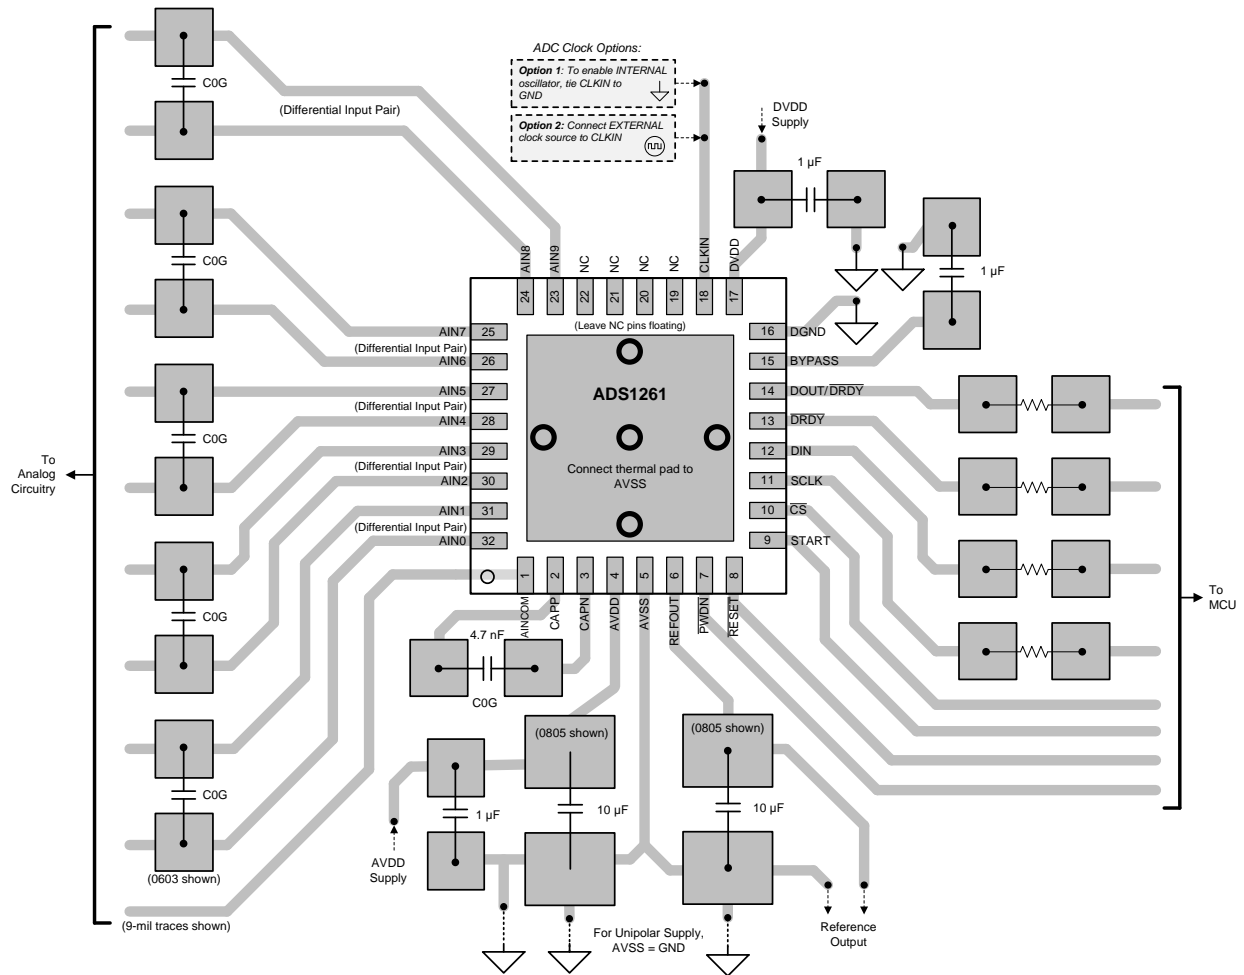 ADC Clock Options:
Option 1: To enable INTERNAL
oscillator, tie CLKIN to
GND
Option 2: Connect EXTERNAL
clock source to CLKIN
DVDD
Supply
1 µF
1 µF
C0G
(Differential Input Pair)
C0G
C0G
C0G
C0G
(0603 shown)
(9-mil traces shown)
To
Analog
Circuitry
AIN8
AIN9
NC
NC
NC
NC
CLKIN
DVDD
24
23
22
21
20
19
18
17
(Leave NC pins floating)
AIN7
25
(Differential Input Pair)
AIN6
26
AIN5
27
(Differential Input Pair)
AIN4
28
AIN3
29
(Differential Input Pair)
AIN2
30
AIN1
31
(Differential Input Pair)
AIN0
32
ADS1261
Connect thermal pad to
AVSS
16
DGND
15
BYPASS
14
DOUT/DRDY
13
DRDY
12
DIN
11
SCLK
10
CS
9
START
To
MCU
1
2
3
4
5
6
7
8
AINCOM
CAPP
CAPN
AVDD
AVSS
REFOUT
PWDN
RESET
4.7 nF
C0G
(0805 shown)
(0805 shown)
1 µF
10 µF
10 µF
AVDD
Supply
For Unipolar Supply,
AVSS = GND
Reference
Output